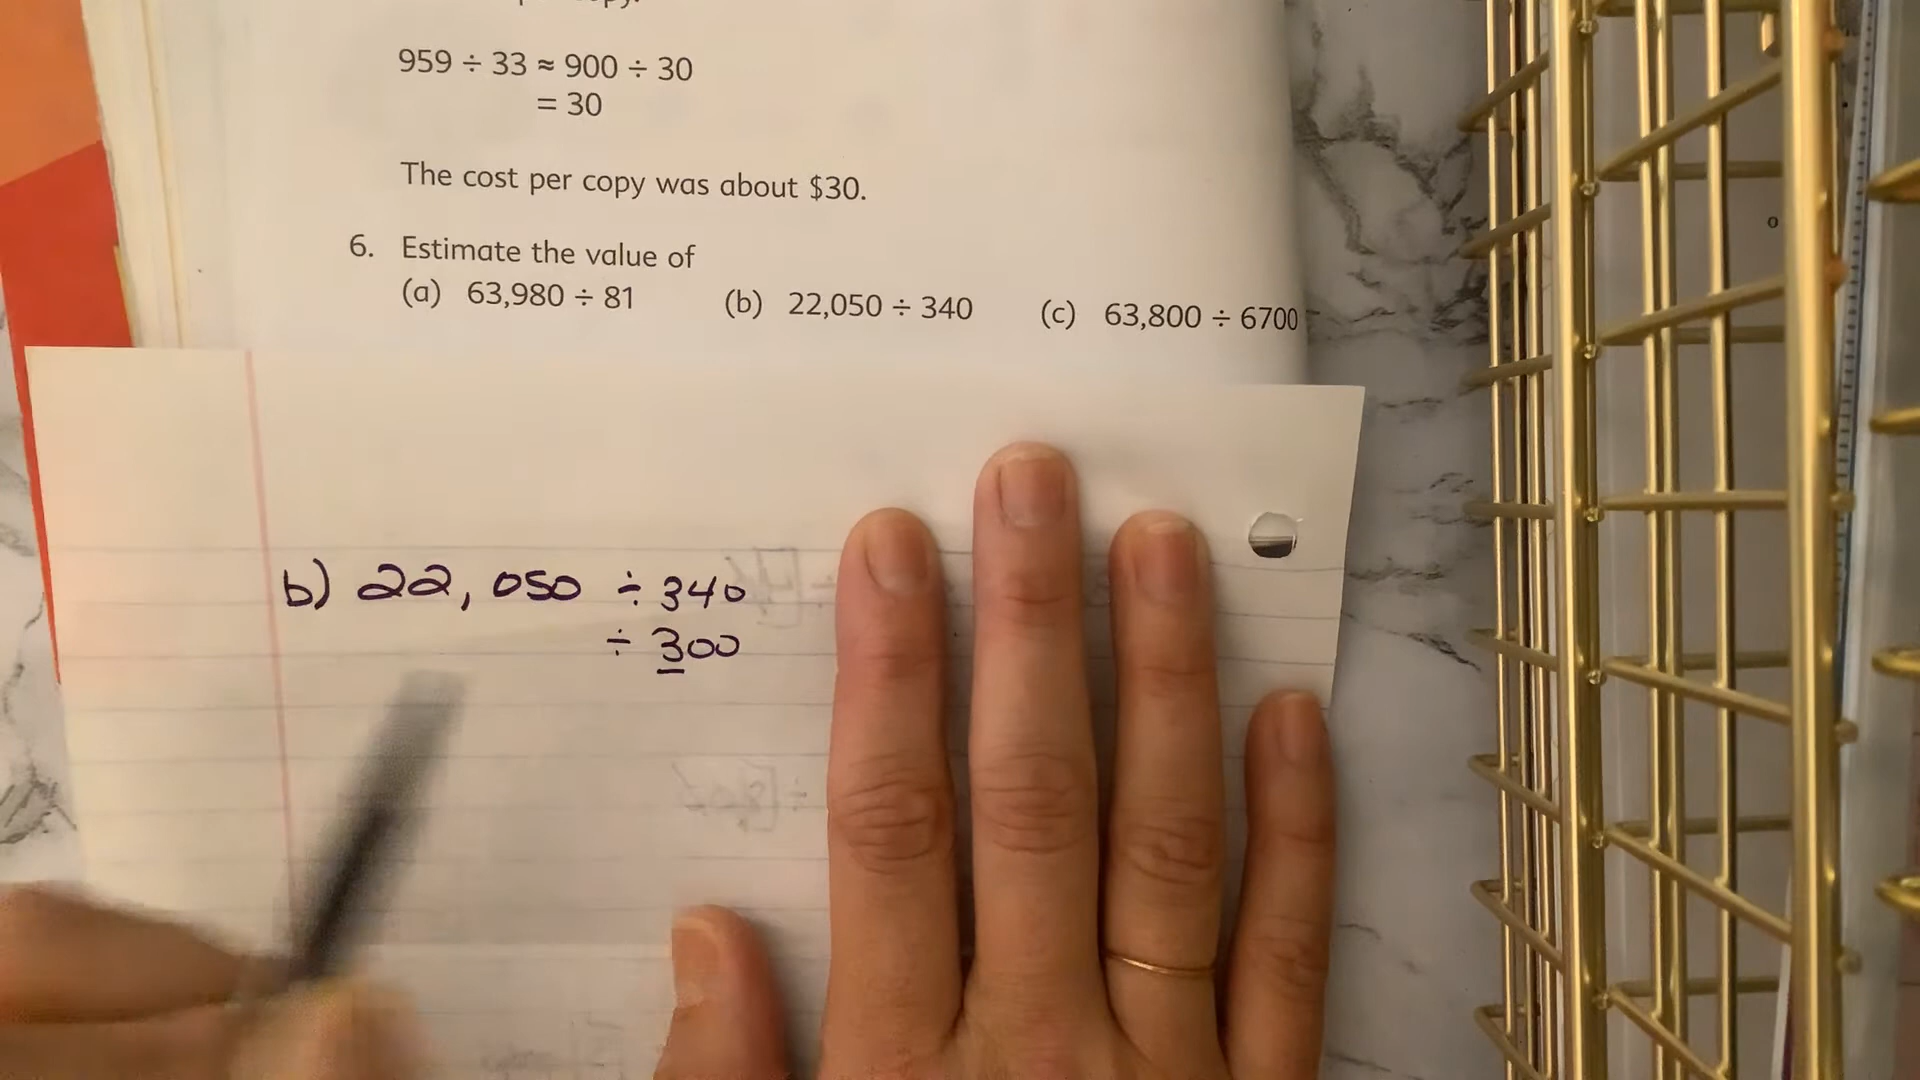 959 ÷ 33 ≈ 900 ÷ 30
= 30
The cost per copy was about $30.
6. Estimate the value of
(a) 63,980 ÷ 81 (b) 22,050 ÷ 340 (c) 63,800 ÷ 6700
b) 22,050 ÷ 340
÷ 300